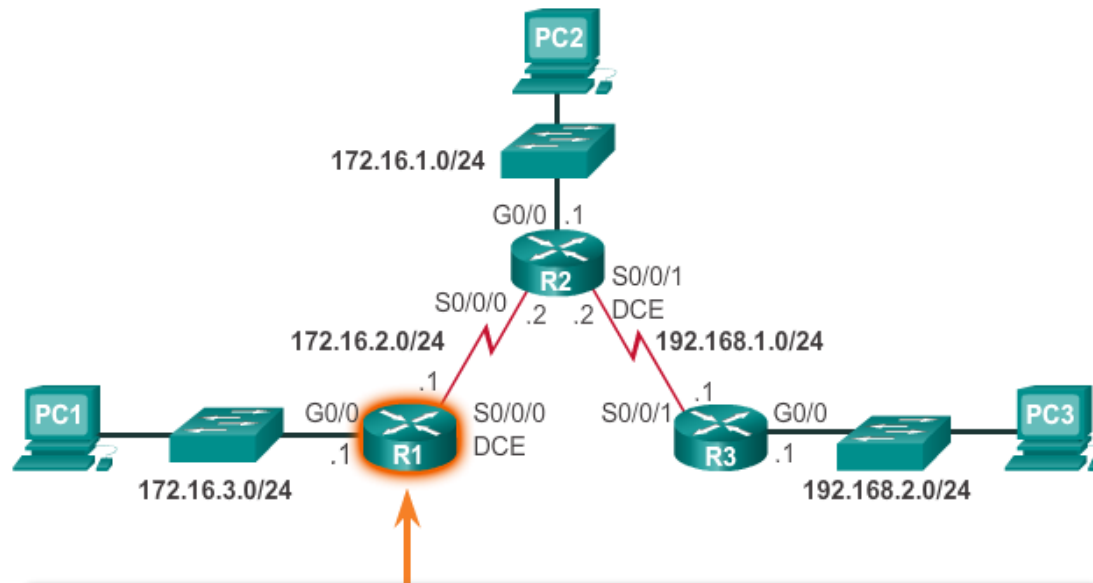 PC2
172.16.1.0/24
G0/0 .1
R2
S0/0/0 S0/0/1
.2 .2 DCE
172.16.2.0/24 192.168.1.0/24
.1 .1
PC1 G0/0 S0/0/0 S0/0/1 G0/0 PC3
.1 R1 DCE R3 .1
172.16.3.0/24 192.168.2.0/24